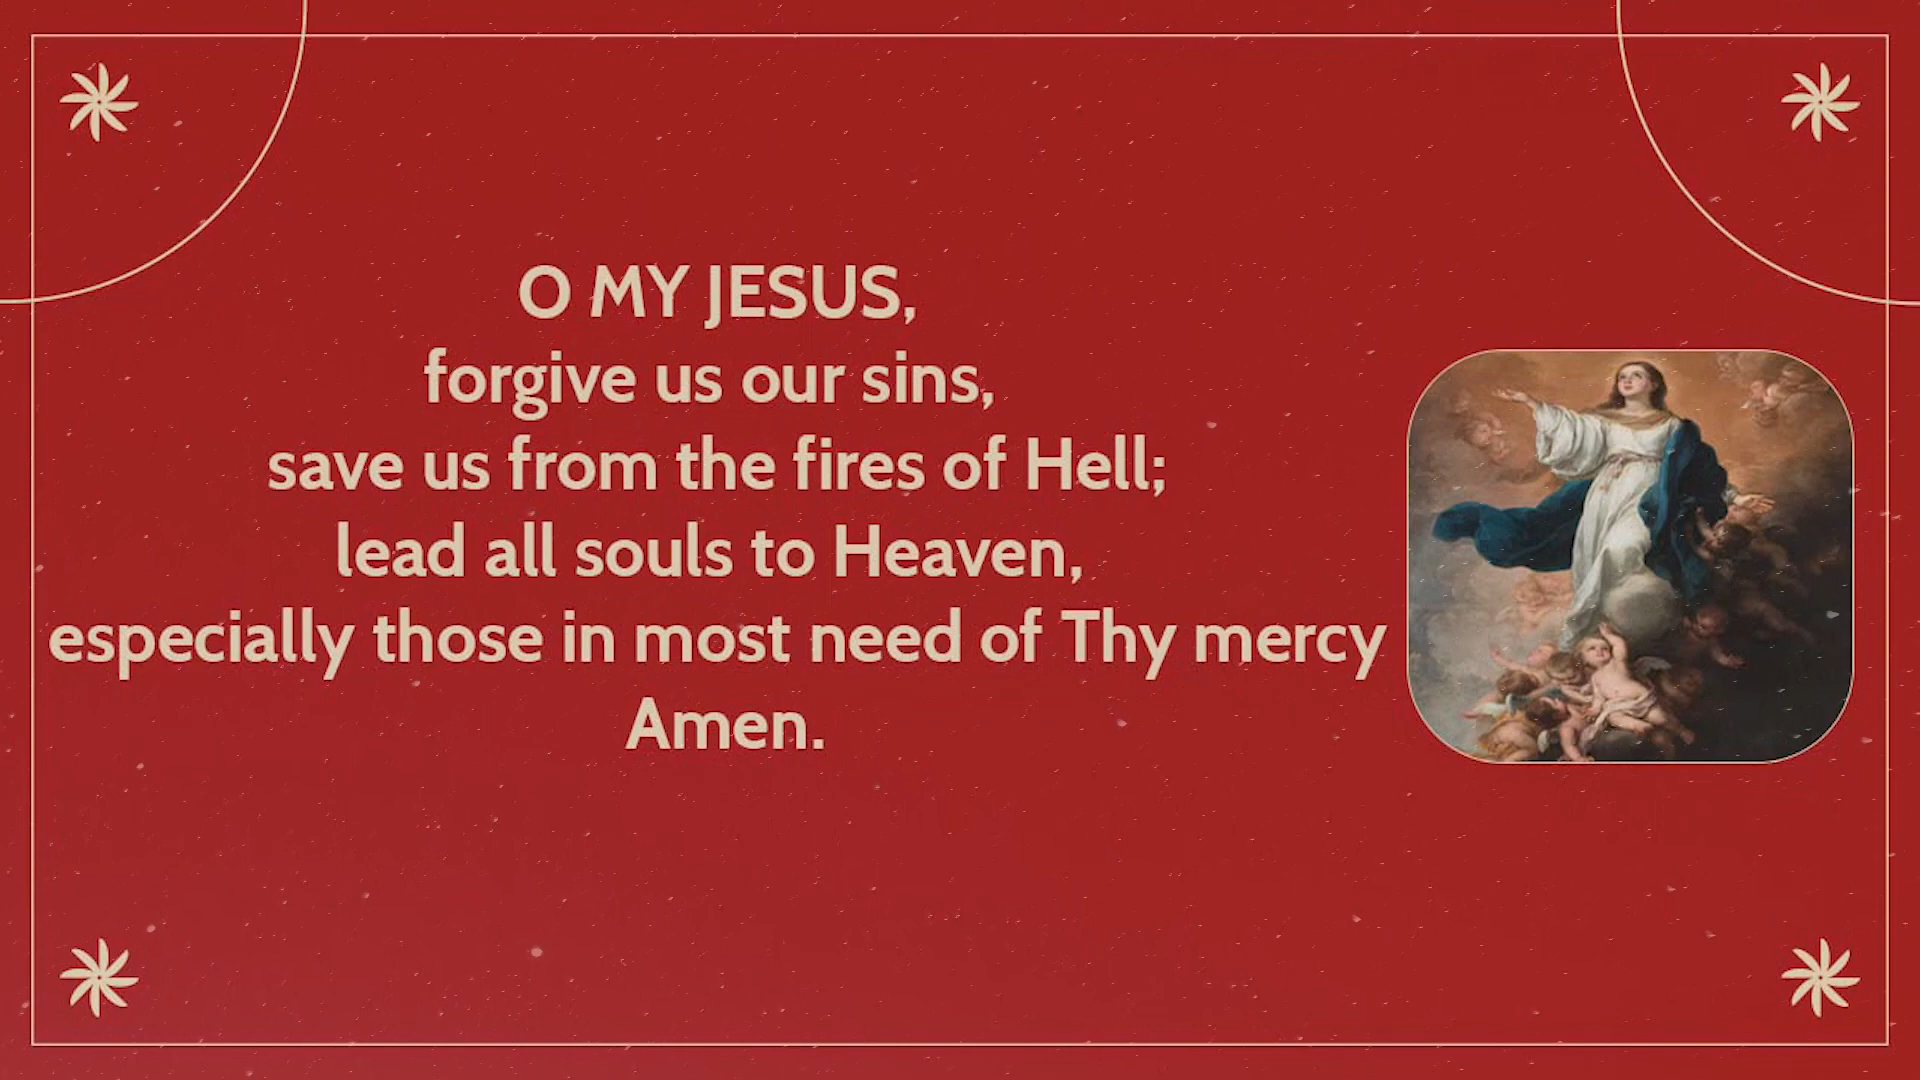 O MY JESUS,
forgive us our sins,
save us from the fires of Hell;
lead all souls to Heaven,
especially those in most need of Thy mercy
Amen.